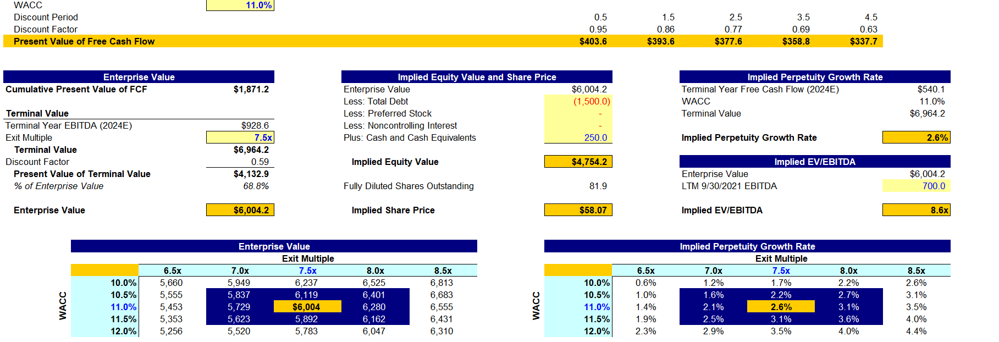 WACC 11.0%
Discount Period 0.5 1.5 2.5 3.5 4.5
Discount Factor 0.95 0.86 0.77 0.69 0.63
Present Value of Free Cash Flow $403.6 $393.6 $377.6 $358.8 $337.7
Enterprise Value
Cumulative Present Value of FCF $1,871.2
Terminal Value
Terminal Year EBITDA (2024E) $928.6
Exit Multiple 7.5x
Terminal Value $6,964.2
Discount Factor 0.59
Present Value of Terminal Value $4,132.9
% of Enterprise Value 68.8%
Enterprise Value $6,004.2
Implied Equity Value and Share Price
Enterprise Value $6,004.2
Less: Total Debt (1,500.0)
Less: Preferred Stock -
Less: Noncontrolling Interest -
Plus: Cash and Cash Equivalents 250.0
Implied Equity Value $4,754.2
Fully Diluted Shares Outstanding 81.9
Implied Share Price $58.07
Implied Perpetuity Growth Rate
Terminal Year Free Cash Flow (2024E) $540.1
WACC 11.0%
Terminal Value $6,964.2
Implied Perpetuity Growth Rate 2.6%
Implied EV/EBITDA
Enterprise Value $6,004.2
LTM 9/30/2021 EBITDA 700.0
Implied EV/EBITDA 8.6x
Enterprise Value
Exit Multiple
6.5x 7.0x 7.5x 8.0x 8.5x
WACC
10.0% 5,660 5,949 6,237 6,525 6,813
10.5% 5,555 5,837 6,119 6,401 6,683
11.0% 5,453 5,729 $6,004 6,280 6,555
11.5% 5,353 5,623 5,892 6,162 6,431
12.0% 5,256 5,520 5,783 6,047 6,310
Implied Perpetuity Growth Rate
Exit Multiple
6.5x 7.0x 7.5x 8.0x 8.5x
WACC
10.0% 0.6% 1.2% 1.7% 2.2% 2.6%
10.5% 1.0% 1.6% 2.2% 2.7% 3.1%
11.0% 1.4% 2.1% 2.6% 3.1% 3.5%
11.5% 1.9% 2.5% 3.1% 3.6% 4.0%
12.0% 2.3% 2.9% 3.5% 4.0% 4.4%